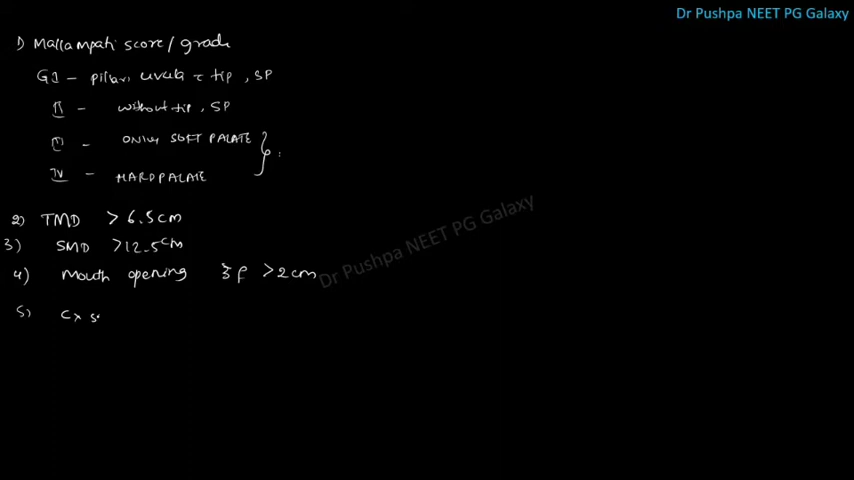 Dr Pushpa NEET PG Galaxy
1) Mallampati score/grade
GI - pillar, uvula c̄ tip, SP
II - without tip, SP
III - ONLY SOFT PALATE
IV - HARD PALATE
2) TMD > 6.5cm
3) SMD >12.5cm
4) Mouth opening 3f >2cm
5) Cx s
Dr Pushpa NEET PG Galaxy